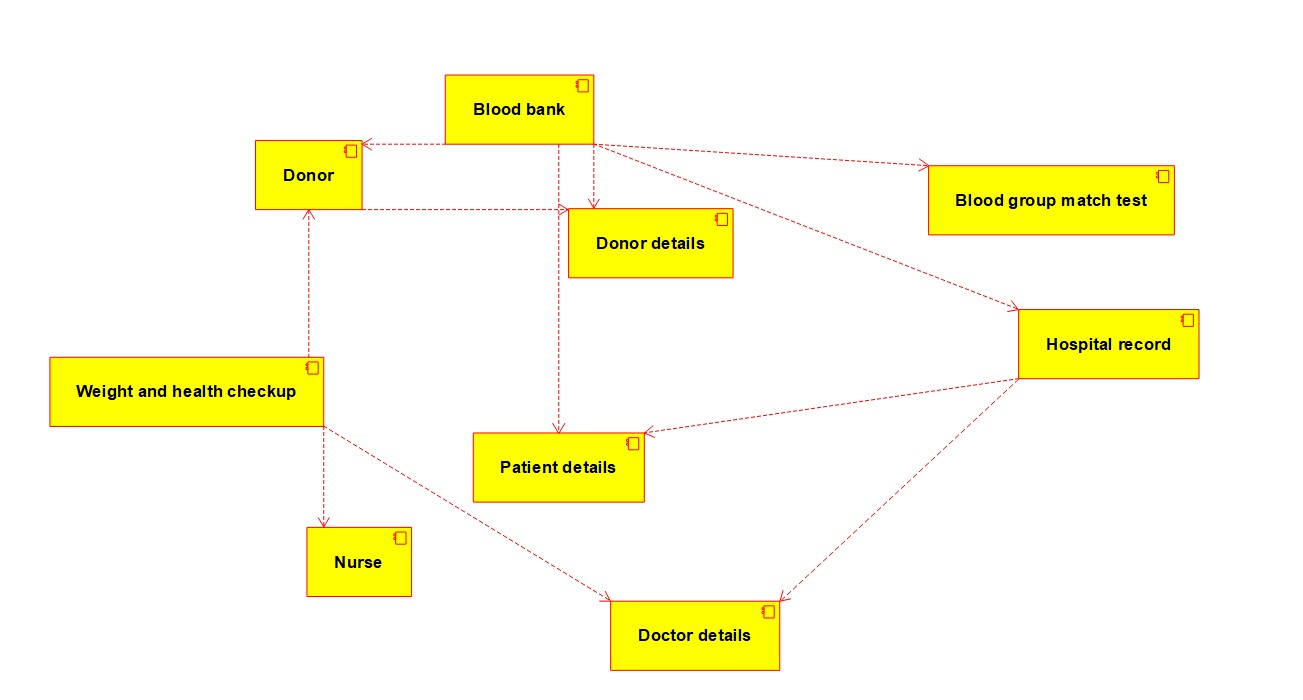 Blood bank
Donor
Blood group match test
Donor details
Hospital record
Weight and health checkup
Patient details
Nurse
Doctor details